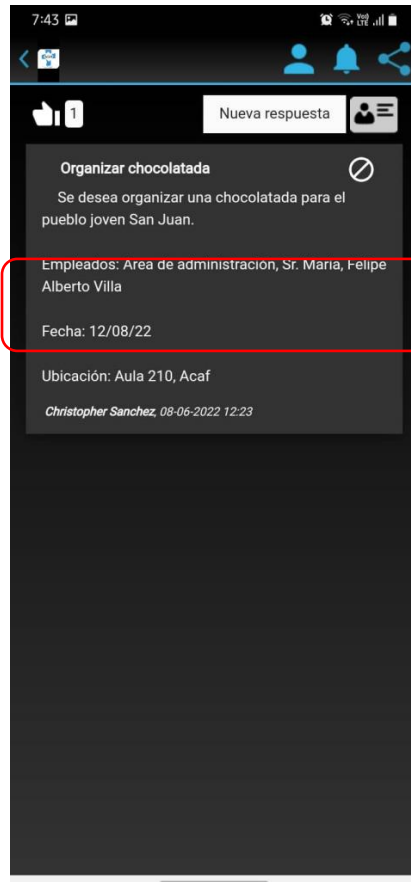 7:43
1
Nueva respuesta
Organizar chocolatada
Se desea organizar una chocolatada para el
pueblo joven San Juan.
Empleados: Area de administración, Sr. Maria, Felipe
Alberto Villa
Fecha: 12/08/22
Ubicación: Aula 210, Acaf
Christopher Sanchez, 08-06-2022 12:23